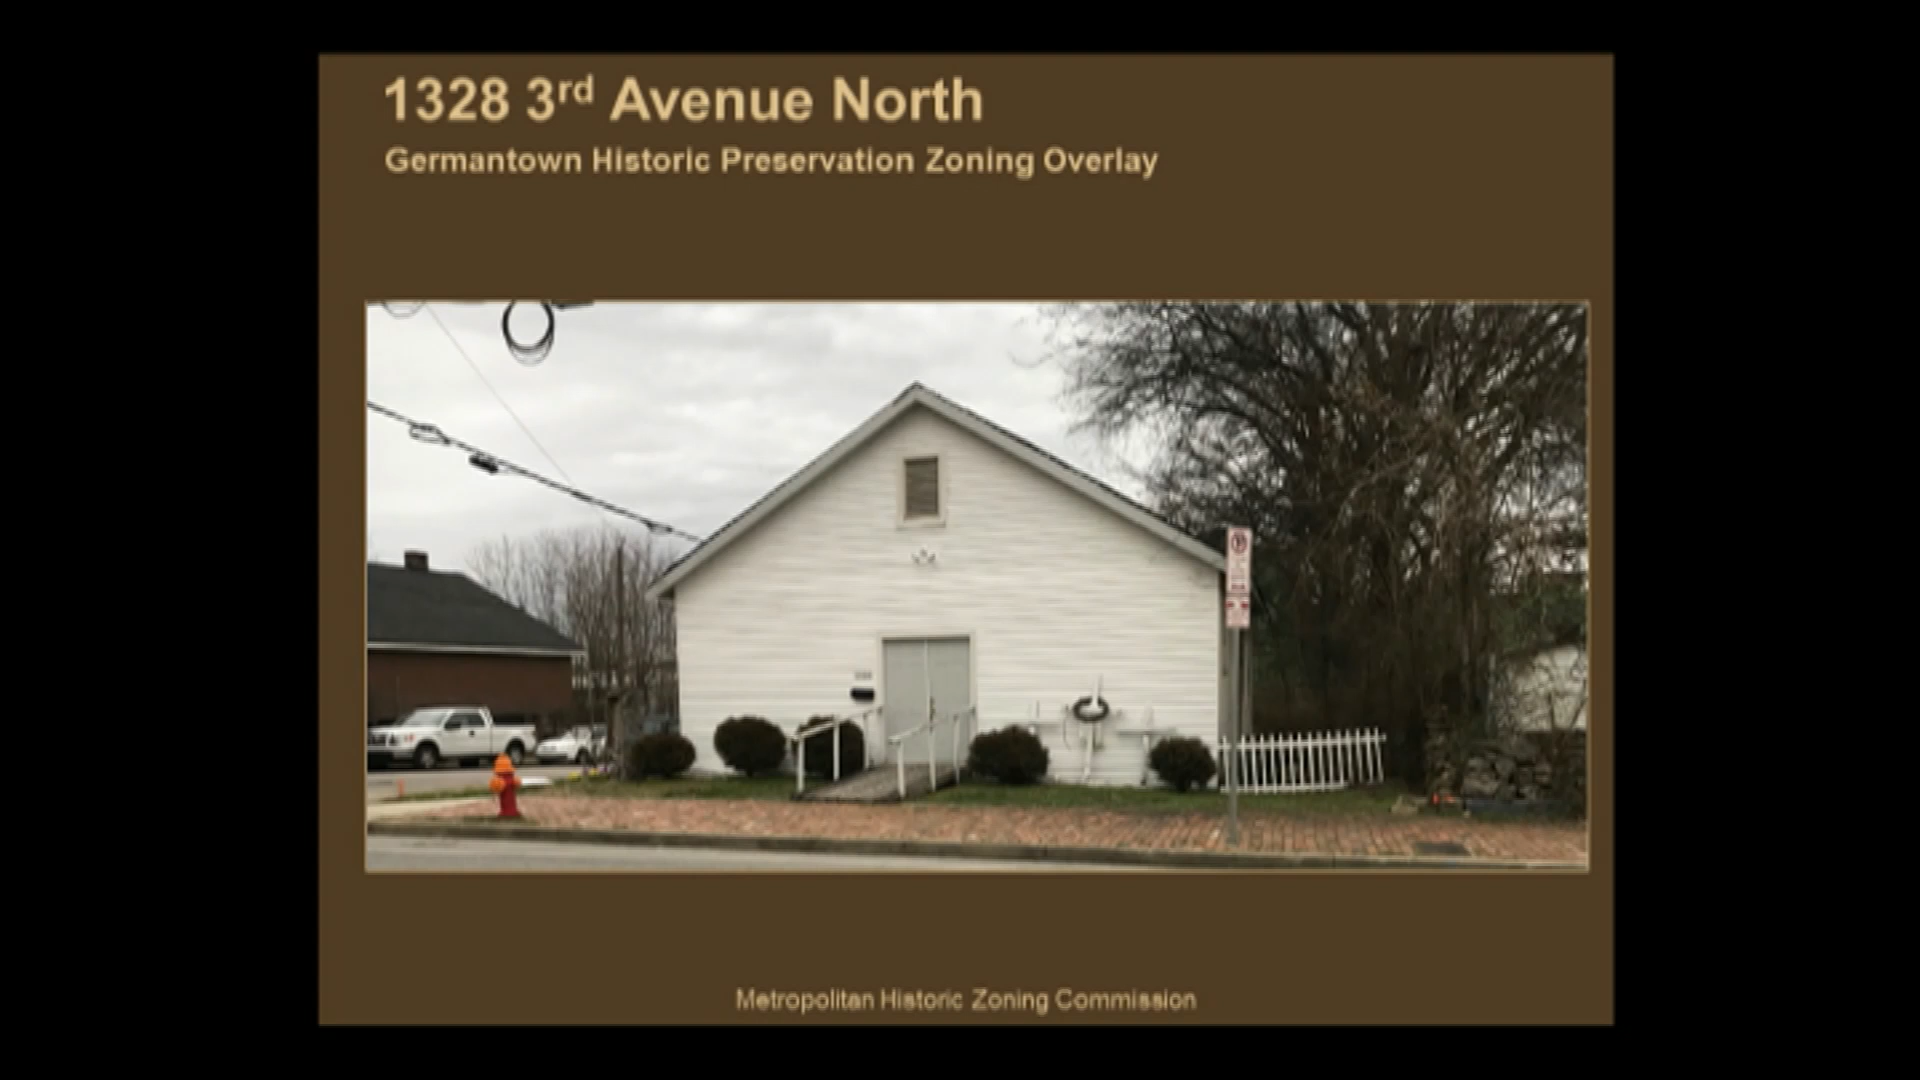 1328 3rd Avenue North
Germantown Historic Preservation Zoning Overlay
Metropolitan Historic Zoning Commission